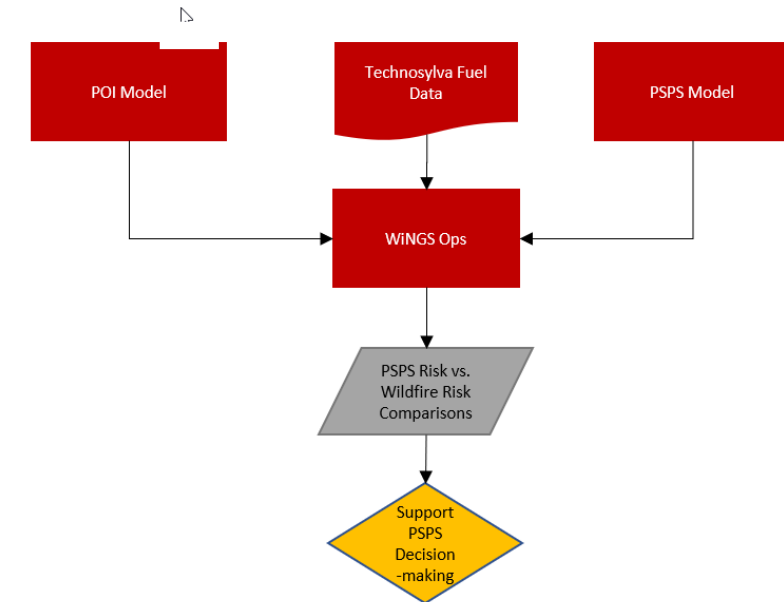 POI Model
Technosylva Fuel
Data
PSPS Model
WiNGS Ops
PSPS Risk vs.
Wildfire Risk
Comparisons
Support
PSPS
Decision
-making